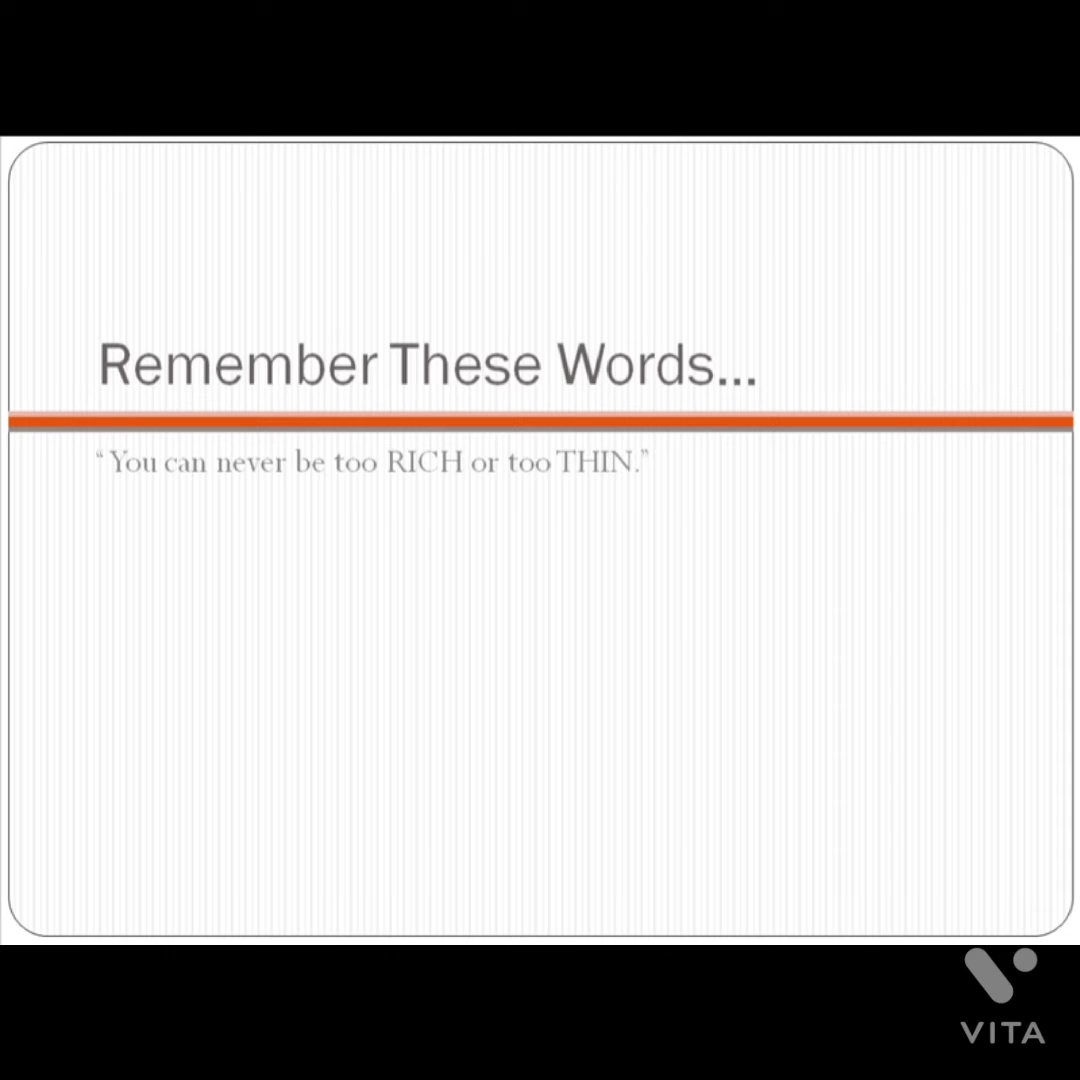 Remember These Words...
“ You can never be too RICH or too THIN.”
VITA